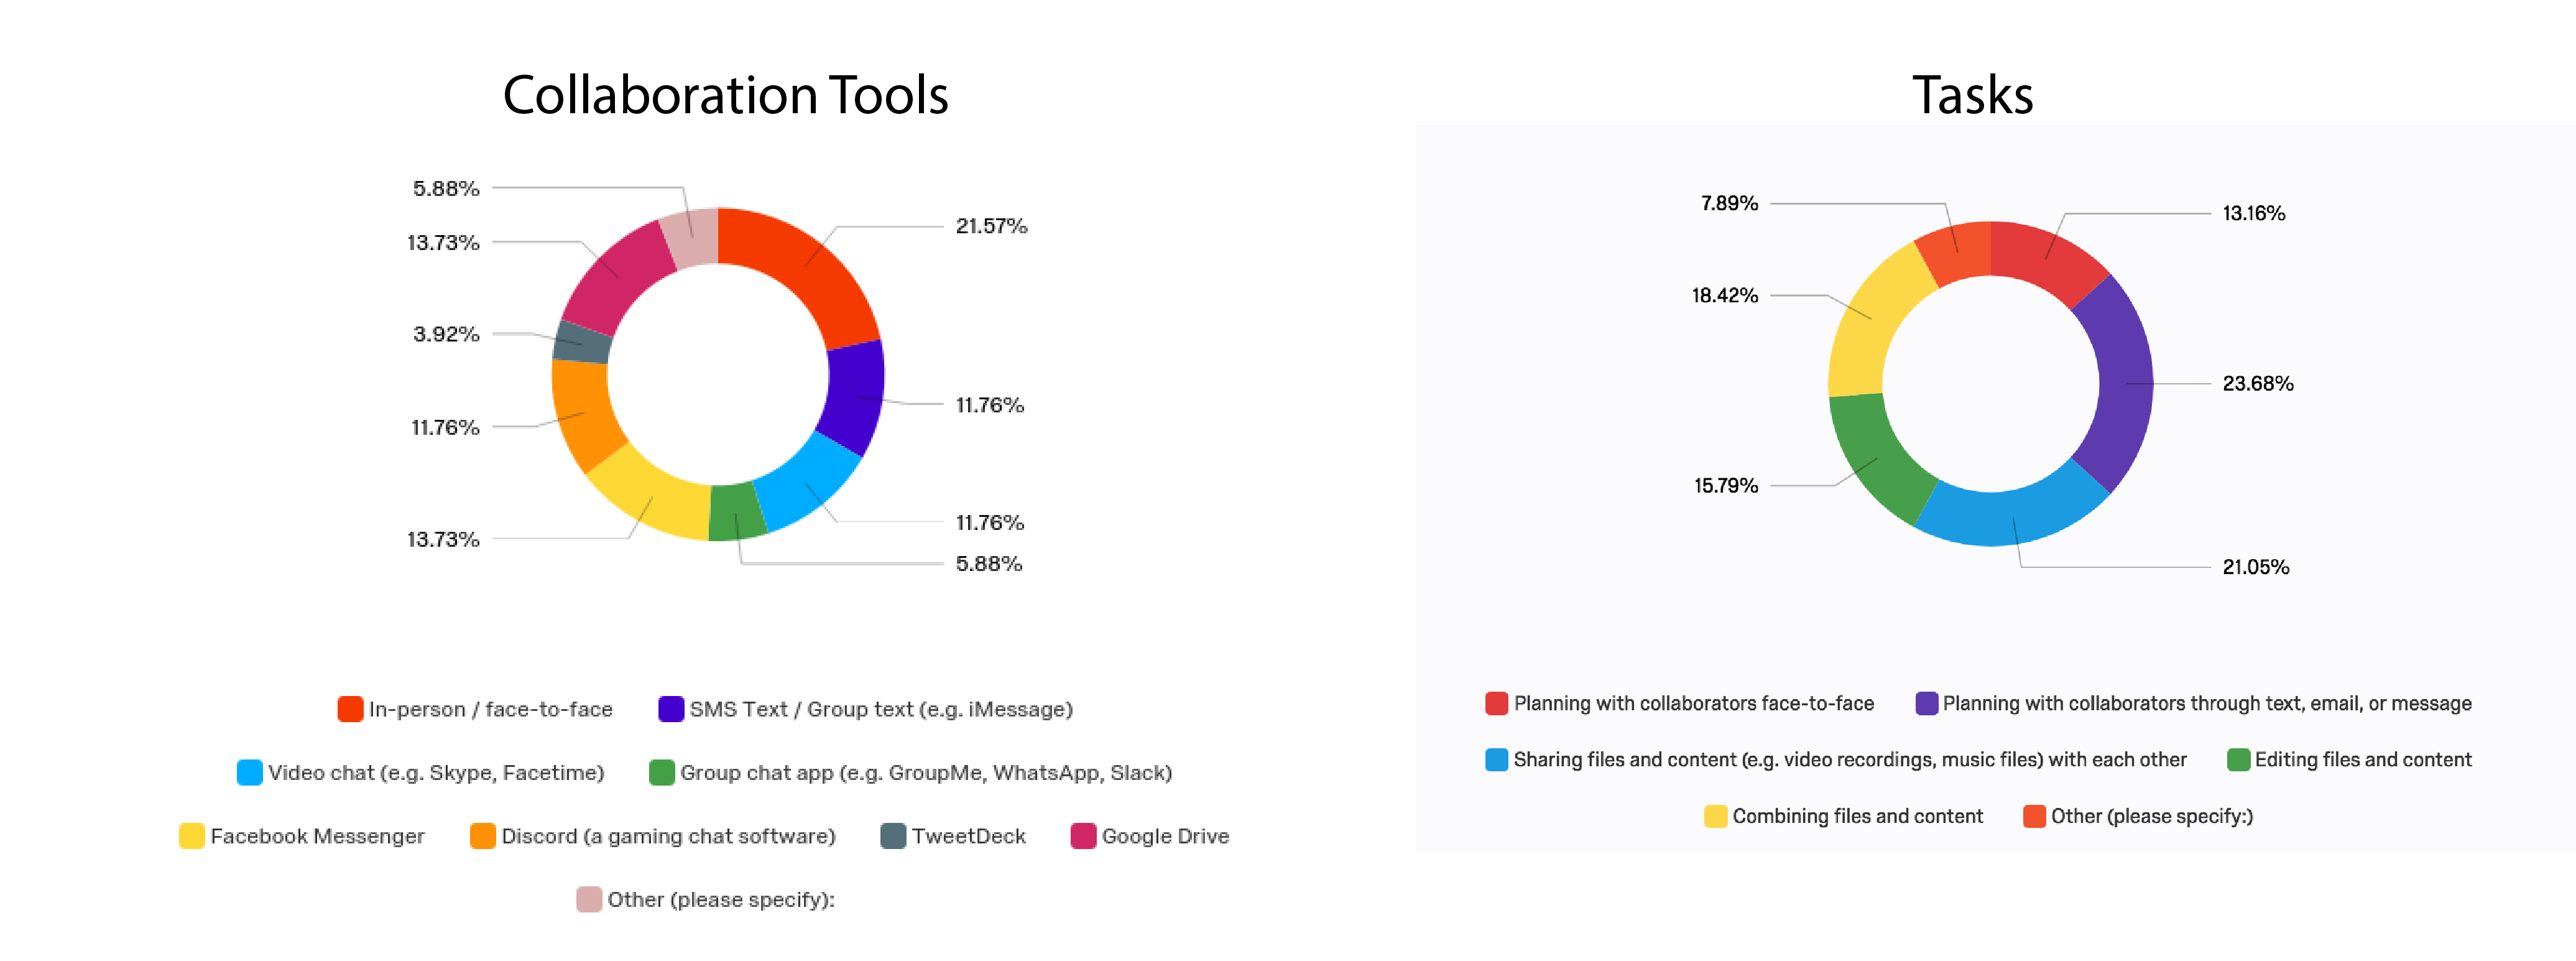 Collaboration Tools
5.88%
21.57%
13.73%
3.92%
11.76%
11.76%
13.73%
11.76%
5.88%
In-person / face-to-face SMS Text / Group text (e.g. iMessage)
Video chat (e.g. Skype, Facetime) Group chat app (e.g. GroupMe, WhatsApp, Slack)
Facebook Messenger Discord (a gaming chat software) TweetDeck Google Drive
Other (please specify):
Tasks
7.89%
13.16%
18.42%
23.68%
15.79%
21.05%
Planning with collaborators face-to-face Planning with collaborators through text, email, or message
Sharing files and content (e.g. video recordings, music files) with each other Editing files and content
Combining files and content Other (please specify:)